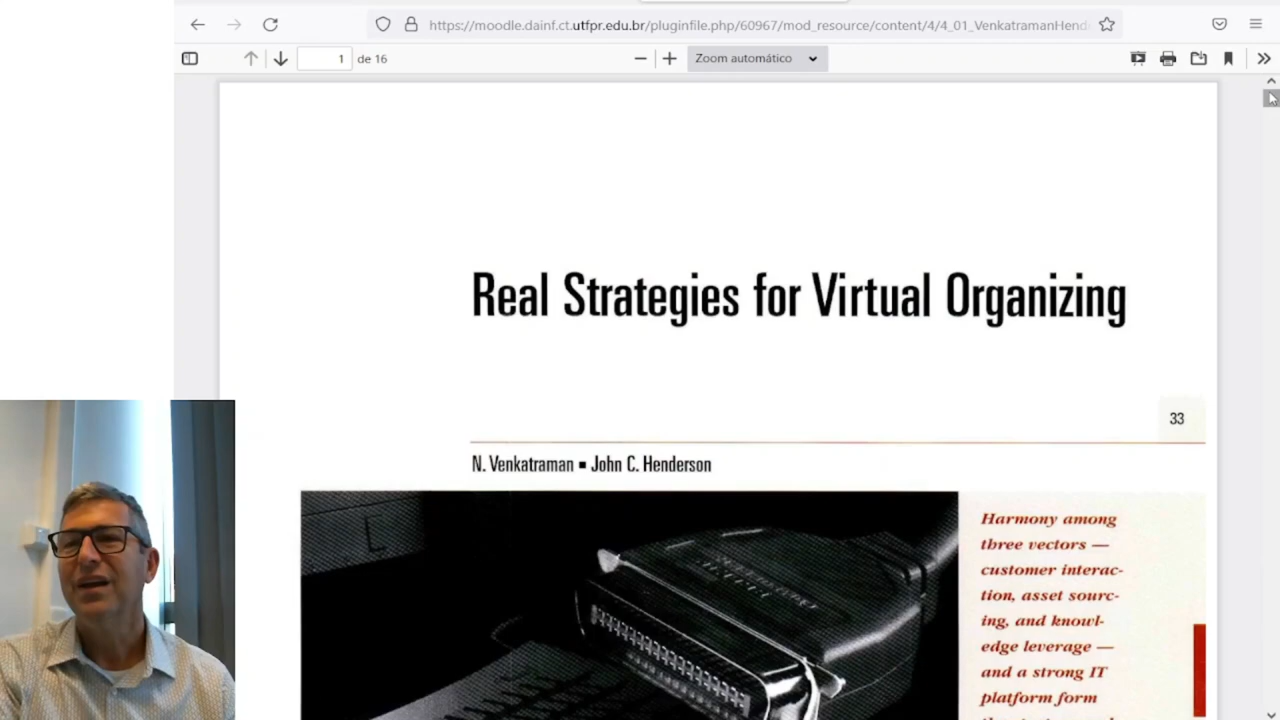 https://moodle.dainf.ct.utfpr.edu.br/pluginfile.php/60967/mod_resource/content/4/4_01_VenkatramanHend
1 de 16
Zoom automático
Real Strategies for Virtual Organizing
33
N. Venkatraman ▪ John C. Henderson
L
Harmony among
three vectors —
customer interac-
tion, asset sourc-
ing, and knowl-
edge leverage —
and a strong IT
platform form